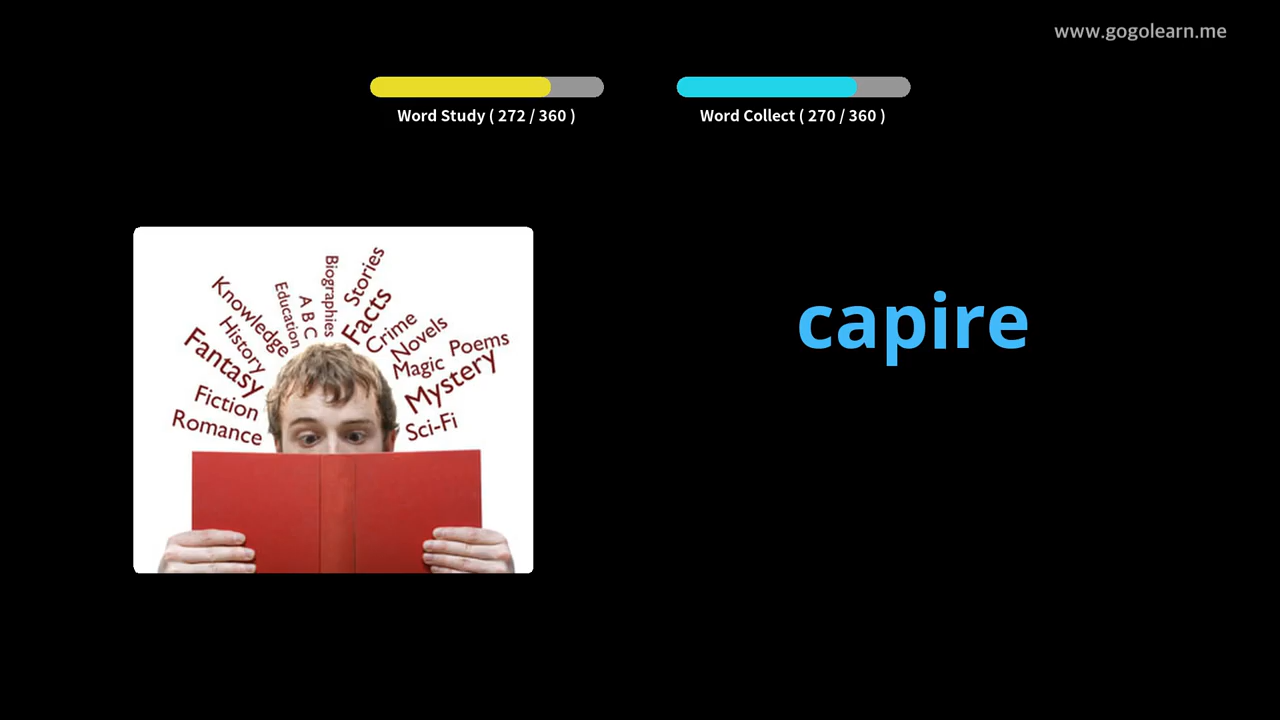 www.gogolearn.me
Word Study ( 272 / 360 )
Word Collect ( 270 / 360 )
Knowledge
History
Fantasy
Fiction
Romance
Education
A B C
Biographies
Stories
Facts
Crime
Novels
Magic
Poems
Mystery
Sci-Fi
capire